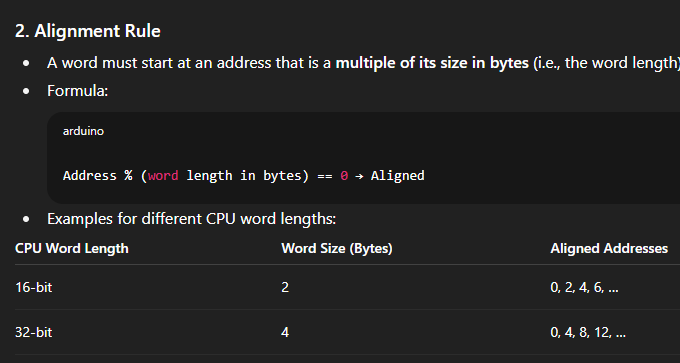 2. Alignment Rule
A word must start at an address that is a multiple of its size in bytes (i.e., the word length)
Formula:
arduino
Address % (word length in bytes) == 0 → Aligned
Examples for different CPU word lengths:
CPU Word Length Word Size (Bytes) Aligned Addresses
16-bit 2 0, 2, 4, 6, ...
32-bit 4 0, 4, 8, 12, ...